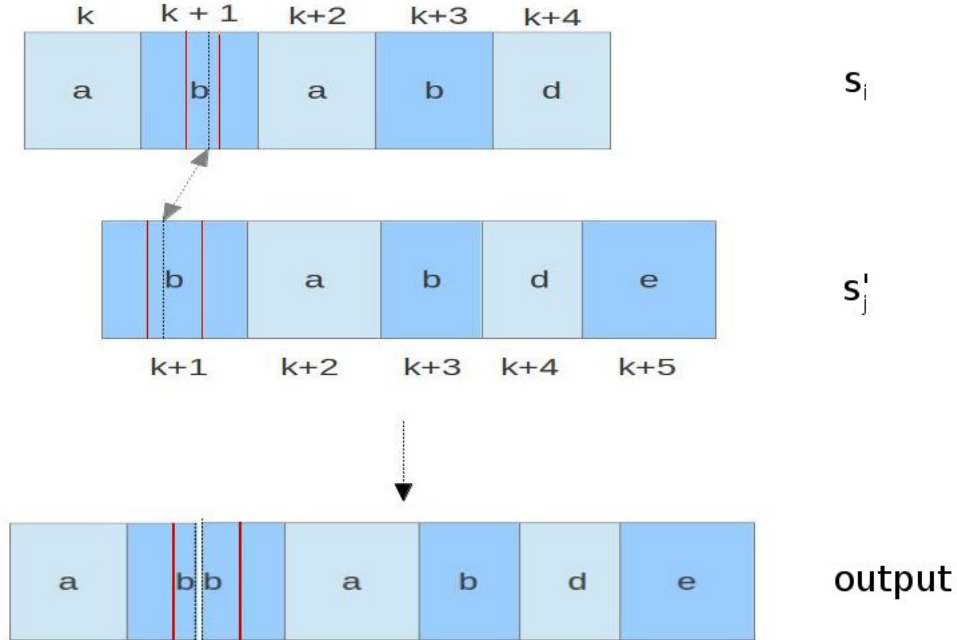 k k + 1 k+2 k+3 k+4
a b a b d s_i
b a b d e s'_j
k+1 k+2 k+3 k+4 k+5
a b b a b d e output